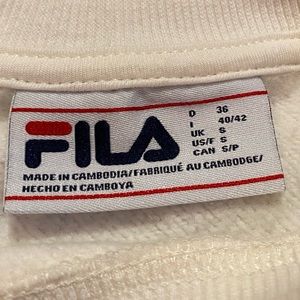 FILA
D 36
I 40/42
UK S
US/F S
CAN S/P
MADE IN CAMBODIA/FABRIQUÉ AU CAMBODGE/
HECHO EN CAMBOYA